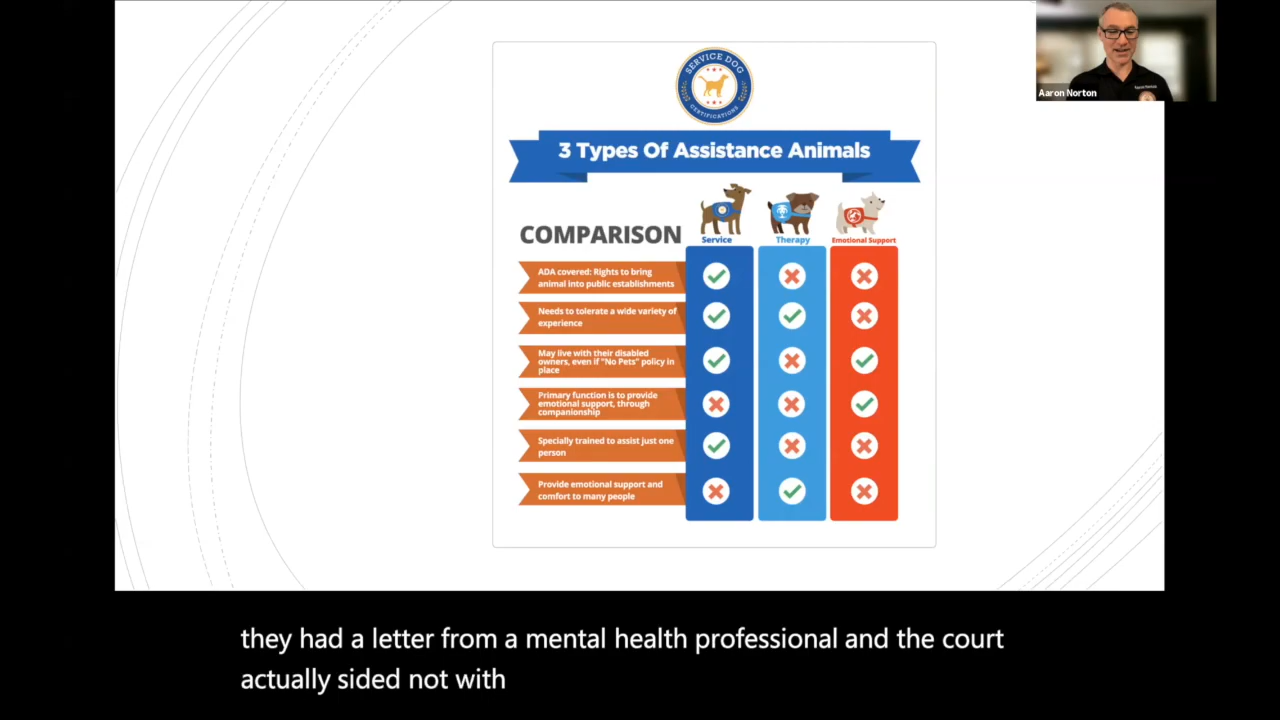 Aaron Norton
SERVICE DOG
CERTIFICATIONS
3 Types Of Assistance Animals
COMPARISON
Service
Therapy
Emotional Support
ADA covered: Rights to bring
animal into public establishments
Needs to tolerate a wide variety of
experience
May live with their disabled
owners, even if "No Pets" policy in
place
Primary function is to provide
emotional support, through
companionship
Specially trained to assist just one
person
Provide emotional support and
comfort to many people
they had a letter from a mental health professional and the court
actually sided not with